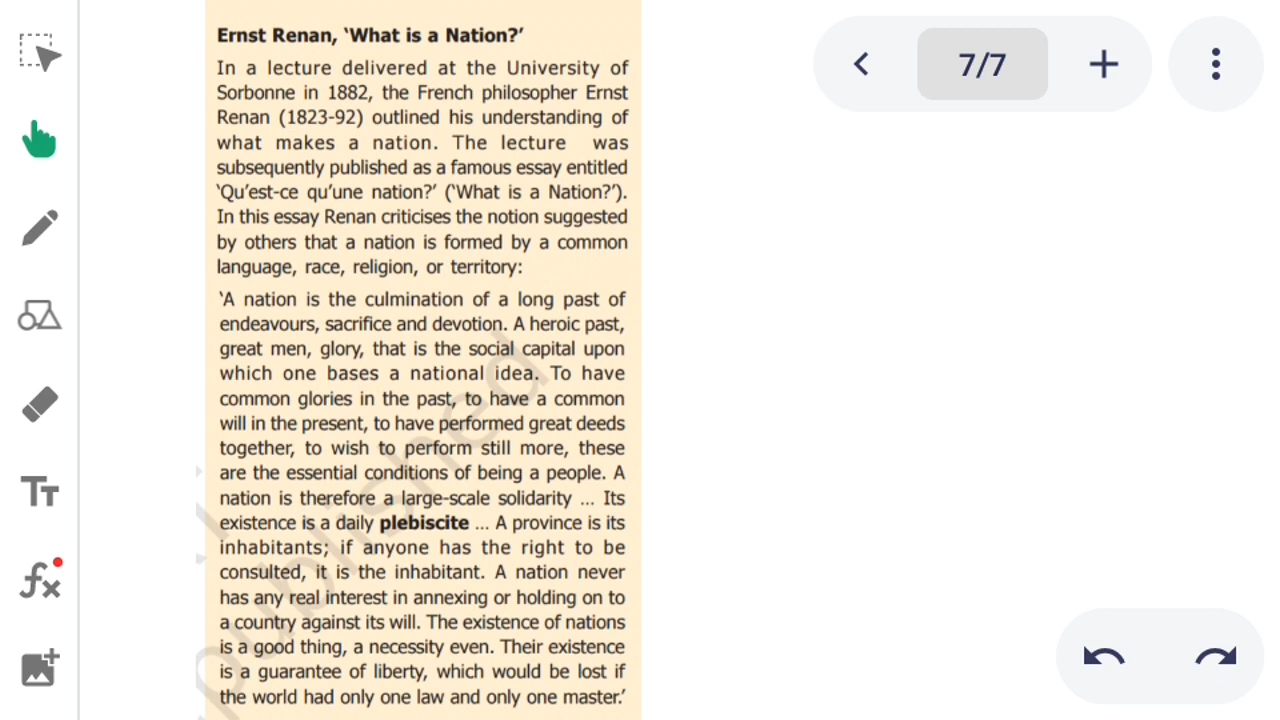 Ernst Renan, ‘What is a Nation?’
In a lecture delivered at the University of
Sorbonne in 1882, the French philosopher Ernst
Renan (1823-92) outlined his understanding of
what makes a nation. The lecture was
subsequently published as a famous essay entitled
‘Qu’est-ce qu’une nation?’ (‘What is a Nation?’).
In this essay Renan criticises the notion suggested
by others that a nation is formed by a common
language, race, religion, or territory:
‘A nation is the culmination of a long past of
endeavours, sacrifice and devotion. A heroic past,
great men, glory, that is the social capital upon
which one bases a national idea. To have
common glories in the past, to have a common
will in the present, to have performed great deeds
together, to wish to perform still more, these
are the essential conditions of being a people. A
nation is therefore a large-scale solidarity ... Its
existence is a daily plebiscite ... A province is its
inhabitants; if anyone has the right to be
consulted, it is the inhabitant. A nation never
has any real interest in annexing or holding on to
a country against its will. The existence of nations
is a good thing, a necessity even. Their existence
is a guarantee of liberty, which would be lost if
the world had only one law and only one master.’
published
7/7
TT
fx